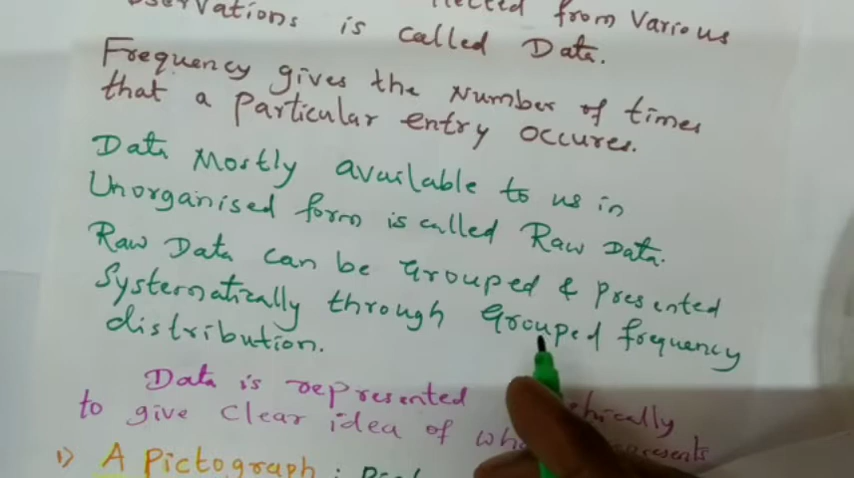 from Various
is called Data.
Frequency gives the Number of times
that a particular entry occures.
Data Mostly available to us in
Unorganised form is called Raw Data.
Raw Data can be Grouped & presented
Systematically through Grouped frequency
distribution.
Data is represented
to give clear idea of
1) A Pictograph :